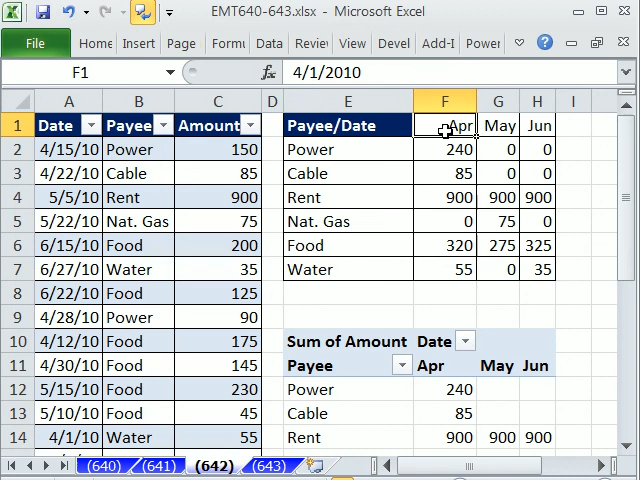 EMT640-643.xlsx - Microsoft Excel
File Home Insert Page Formu Data Review View Devel Add-I Power
F1 fx 4/1/2010
A B C D E F G H I
1 Date Payee Amount Payee/Date Apr May Jun
2 4/15/10 Power 150 Power 240 0 0
3 4/22/10 Cable 85 Cable 85 0 0
4 5/5/10 Rent 900 Rent 900 900 900
5 5/22/10 Nat. Gas 75 Nat. Gas 0 75 0
6 6/15/10 Food 200 Food 320 275 325
7 6/27/10 Water 35 Water 55 0 35
8 6/22/10 Food 125
9 4/28/10 Power 90
10 4/12/10 Food 175 Sum of Amount Date
11 4/30/10 Food 145 Payee Apr May Jun
12 5/15/10 Food 230 Power 240
13 5/10/10 Food 45 Cable 85
14 4/1/10 Water 55 Rent 900 900 900
(640) (641) (642) (643)